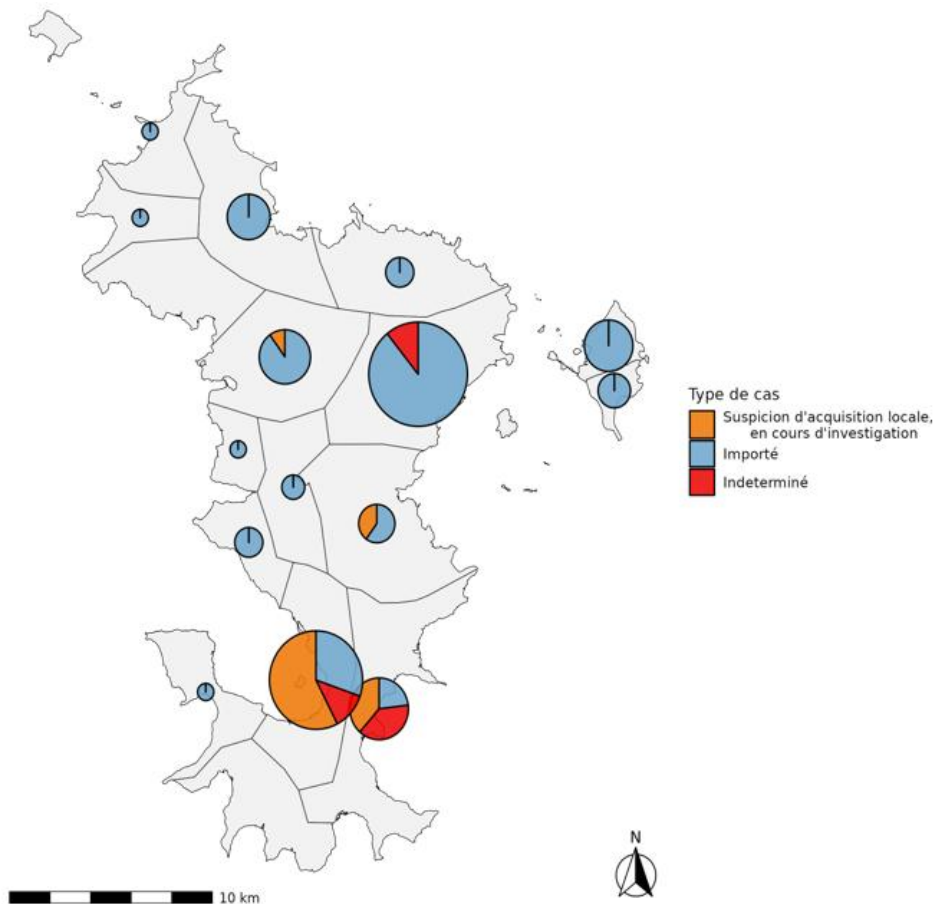 Type de cas
Suspicion d'acquisition locale,
en cours d'investigation
Importé
Indeterminé
N
10 km